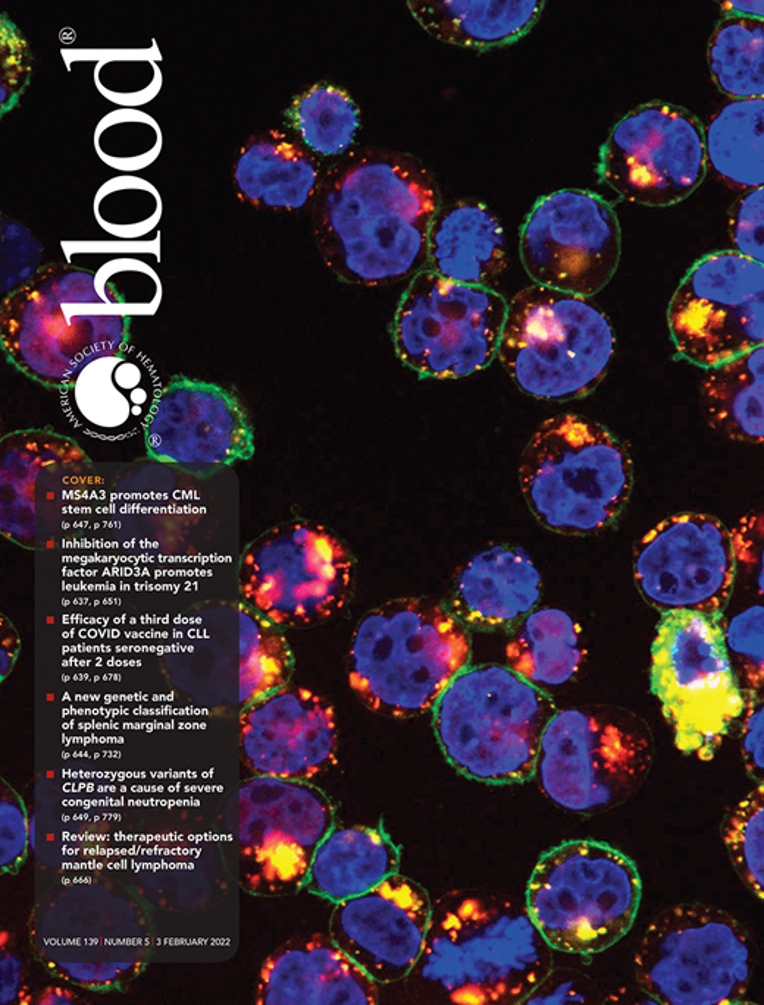 blood®
AMERICAN SOCIETY OF HEMATOLOGY
®
COVER:
MS4A3 promotes CML
stem cell differentiation
(p 647, p 761)
Inhibition of the
megakaryocytic transcription
factor ARID3A promotes
leukemia in trisomy 21
(p 637, p 651)
Efficacy of a third dose
of COVID vaccine in CLL
patients seronegative
after 2 doses
(p 639, p 678)
A new genetic and
phenotypic classification
of splenic marginal zone
lymphoma
(p 644, p 732)
Heterozygous variants of
CLPB are a cause of severe
congenital neutropenia
(p 649, p 779)
Review: therapeutic options
for relapsed/refractory
mantle cell lymphoma
(p 666)
VOLUME 139 | NUMBER 5 | 3 FEBRUARY 2022